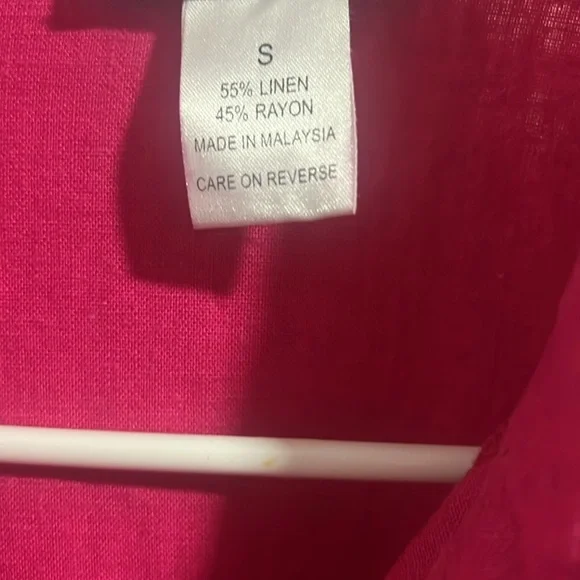 S
55% LINEN
45% RAYON
MADE IN MALAYSIA
CARE ON REVERSE